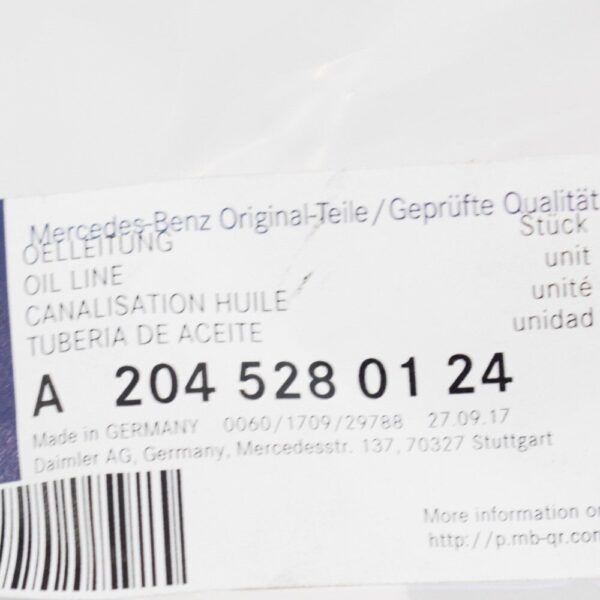 Mercedes-Benz Original-Teile/Geprüfte Qualität
OELLEITUNG Stück
OIL LINE unit
CANALISATION HUILE unité
TUBERIA DE ACEITE unidad
A 204 528 01 24
Made in GERMANY 0060/1709/29788 27.09.17
Daimler AG, Germany, Mercedesstr. 137, 70327 Stuttgart
More information on
http://p.mb-qr.com